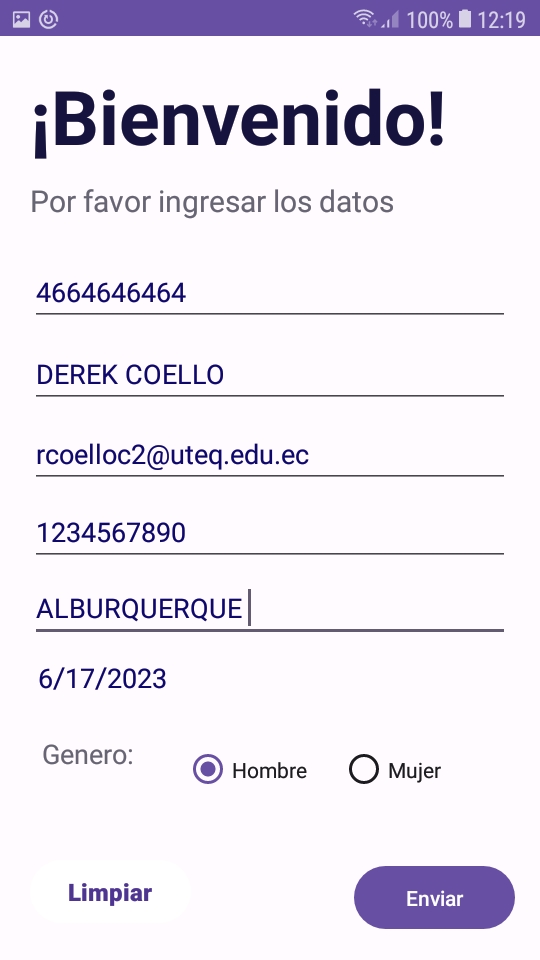 100% 12:19
¡Bienvenido!
Por favor ingresar los datos
4664646464
DEREK COELLO
rcoelloc2@uteq.edu.ec
1234567890
ALBURQUERQUE
6/17/2023
Genero: Hombre Mujer
Limpiar Enviar